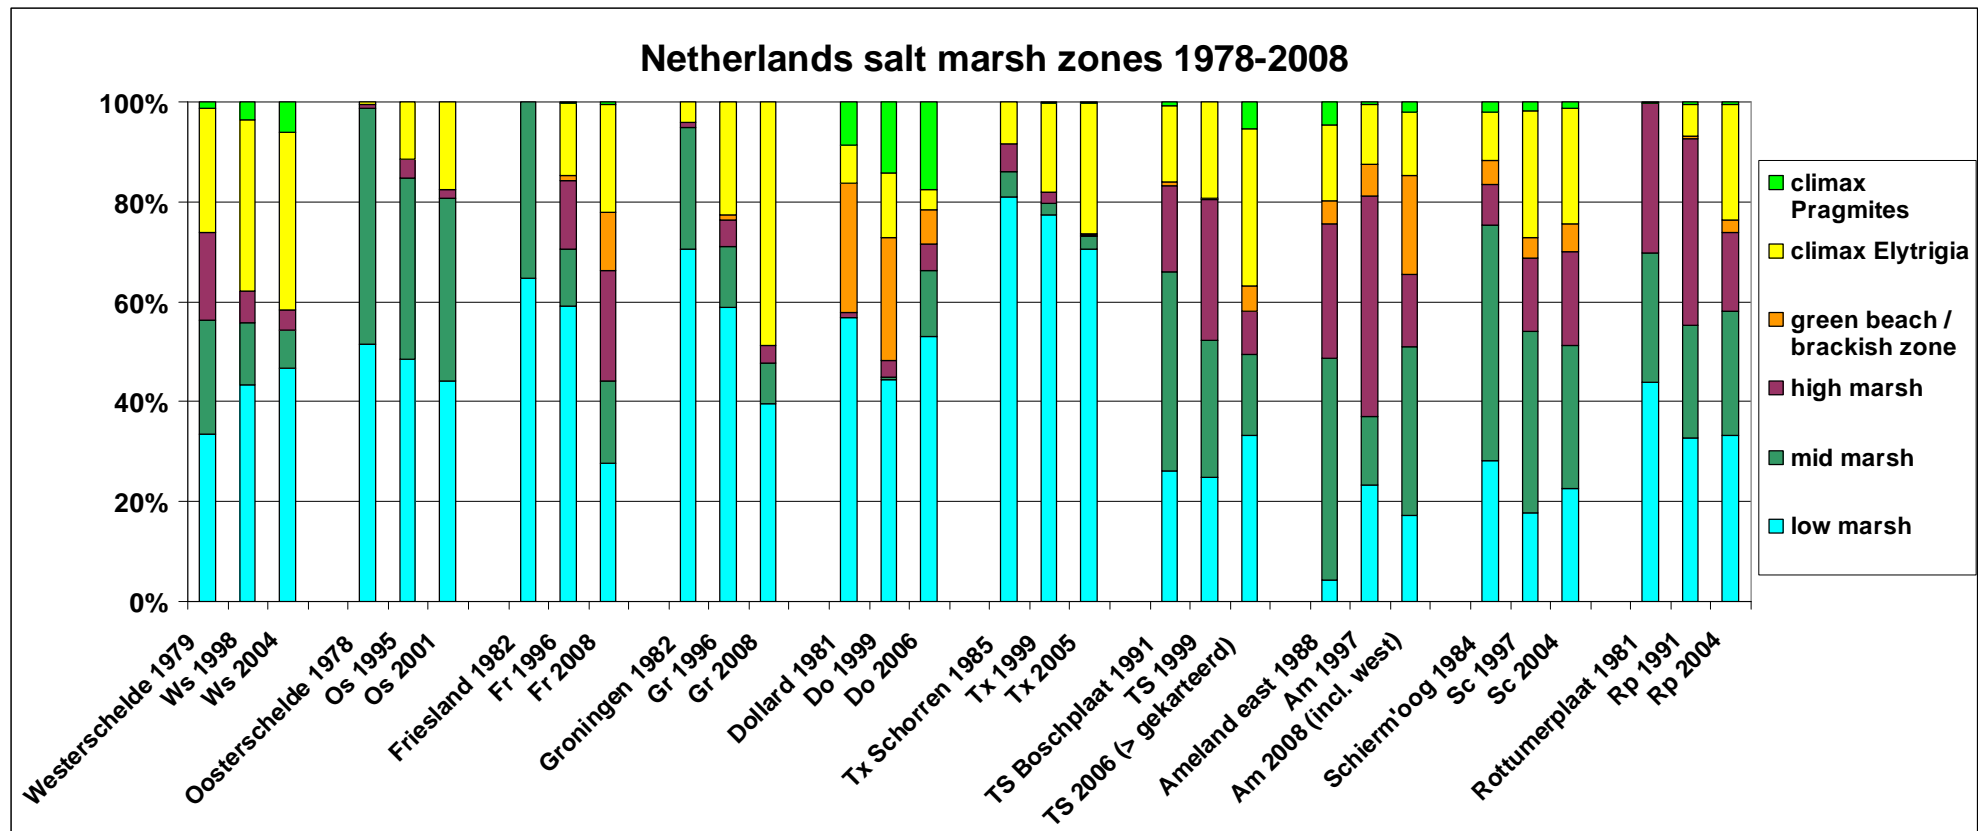 Netherlands salt marsh zones 1978-2008
100%
80%
60%
40%
20%
0%
Westerschelde 1979
Ws 1998
Ws 2004
Oosterschelde 1978
Os 1995
Os 2001
Friesland 1982
Fr 1996
Fr 2008
Groningen 1982
Gr 1996
Gr 2008
Dollard 1981
Do 1999
Do 2006
Tx Schorren 1985
Tx 1999
Tx 2005
TS Boschplaat 1991
TS 1999
TS 2006 (> gekarteerd)
Ameland east 1988
Am 1997
Am 2008 (incl. west)
Schierm'oog 1984
Sc 1997
Sc 2004
Rottumerplaat 1981
Rp 1991
Rp 2004
climax
Pragmites
climax Elytrigia
green beach /
brackish zone
high marsh
mid marsh
low marsh